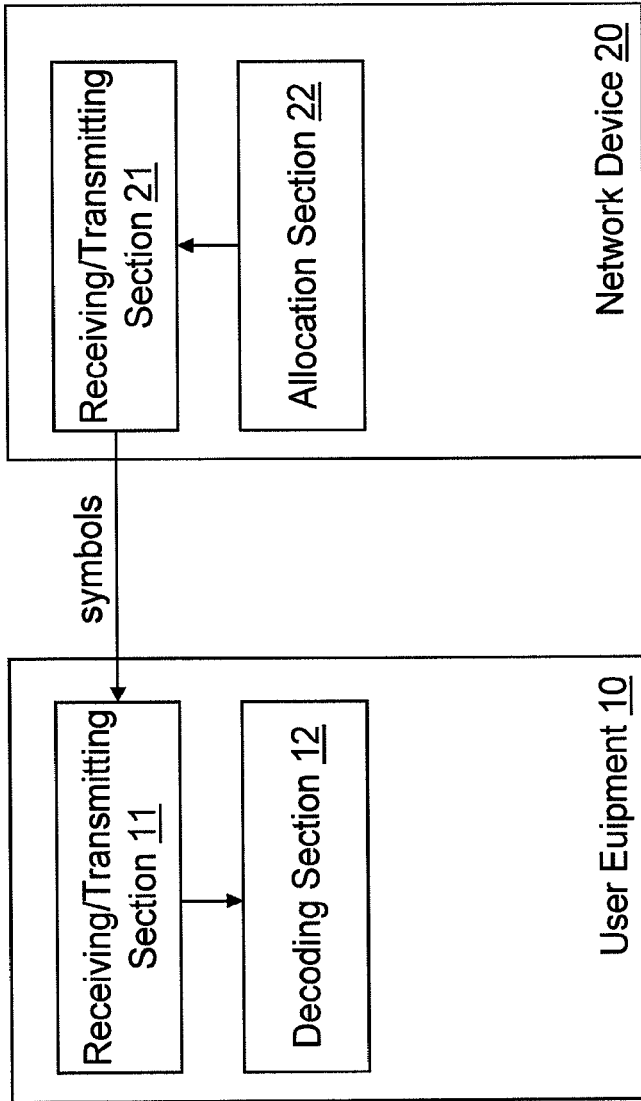 Receiving/Transmitting
Section 11
Decoding Section 12
User Euipment 10
symbols
Receiving/Transmitting
Section 21
Allocation Section 22
Network Device 20